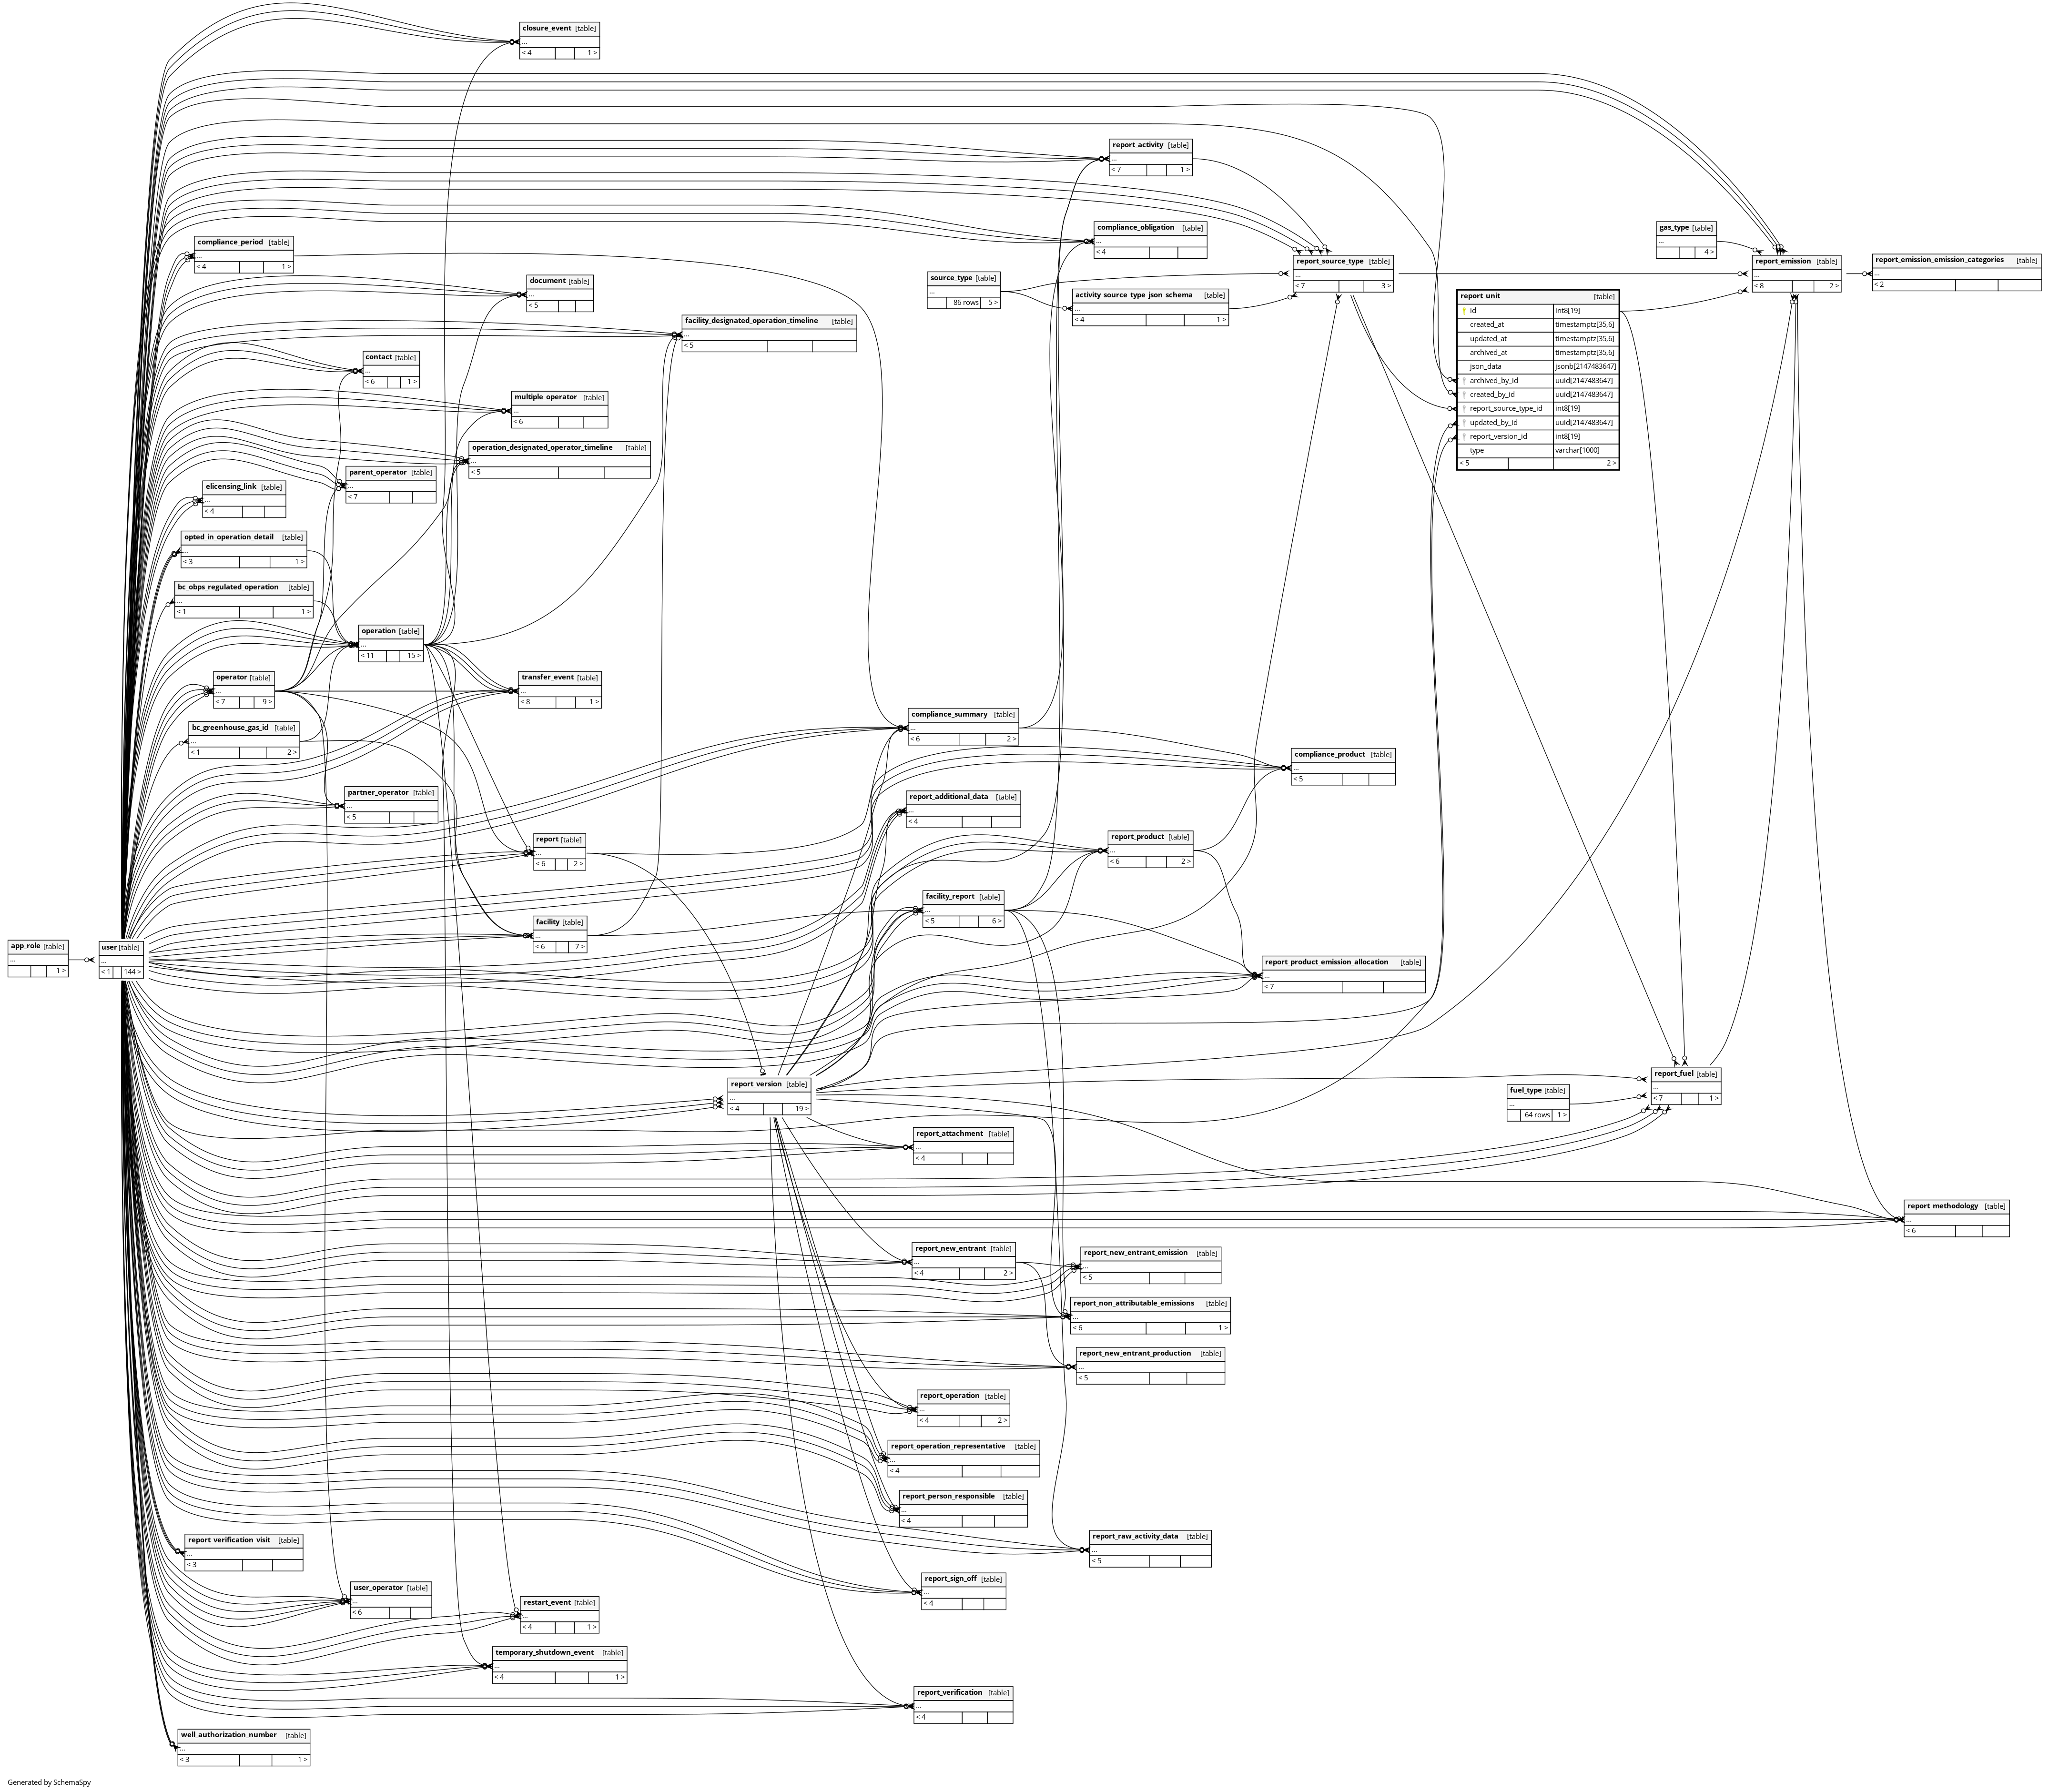 closure_event [table]
...
< 4 1 >
report_activity [table]
...
< 7 1 >
compliance_obligation [table]
...
< 4
gas_type [table]
...
4 >
compliance_period [table]
...
< 4 1 >
report_source_type [table]
...
< 7 3 >
report_emission [table]
...
< 8 2 >
report_emission_emission_categories [table]
...
< 2
source_type [table]
...
86 rows 5 >
document [table]
...
< 5
activity_source_type_json_schema [table]
...
< 4 1 >
report_unit [table]
id int8[19]
created_at timestamptz[35,6]
updated_at timestamptz[35,6]
archived_at timestamptz[35,6]
json_data jsonb[2147483647]
archived_by_id uuid[2147483647]
created_by_id uuid[2147483647]
report_source_type_id int8[19]
updated_by_id uuid[2147483647]
report_version_id int8[19]
type varchar[1000]
< 5 2 >
facility_designated_operation_timeline [table]
...
< 5
contact [table]
...
< 6 1 >
multiple_operator [table]
...
< 6
operation_designated_operator_timeline [table]
...
< 5
parent_operator [table]
...
< 7
elicensing_link [table]
...
< 4
opted_in_operation_detail [table]
...
< 3 1 >
bc_obps_regulated_operation [table]
...
< 1 1 >
operation [table]
...
< 11 15 >
operator [table]
...
< 7 9 >
transfer_event [table]
...
< 8 1 >
bc_greenhouse_gas_id [table]
...
< 1 2 >
compliance_summary [table]
...
< 6 2 >
compliance_product [table]
...
< 5
partner_operator [table]
...
< 5
report_additional_data [table]
...
< 4
report [table]
...
< 6 2 >
report_product [table]
...
< 6 2 >
facility_report [table]
...
< 5 6 >
facility [table]
...
< 6 7 >
app_role [table]
...
1 >
user [table]
...
< 1 144 >
report_product_emission_allocation [table]
...
< 7
report_version [table]
...
< 4 19 >
report_fuel [table]
...
< 7 1 >
fuel_type [table]
...
64 rows 1 >
report_attachment [table]
...
< 4
report_methodology [table]
...
< 6
report_new_entrant [table]
...
< 4 2 >
report_new_entrant_emission [table]
...
< 5
report_non_attributable_emissions [table]
...
< 6 1 >
report_new_entrant_production [table]
...
< 5
report_operation [table]
...
< 4 2 >
report_operation_representative [table]
...
< 4
report_person_responsible [table]
...
< 4
report_raw_activity_data [table]
...
< 5
report_verification_visit [table]
...
< 3
report_sign_off [table]
...
< 4
user_operator [table]
...
< 6
restart_event [table]
...
< 4 1 >
temporary_shutdown_event [table]
...
< 4 1 >
report_verification [table]
...
< 4
well_authorization_number [table]
...
< 3 1 >
Generated by SchemaSpy